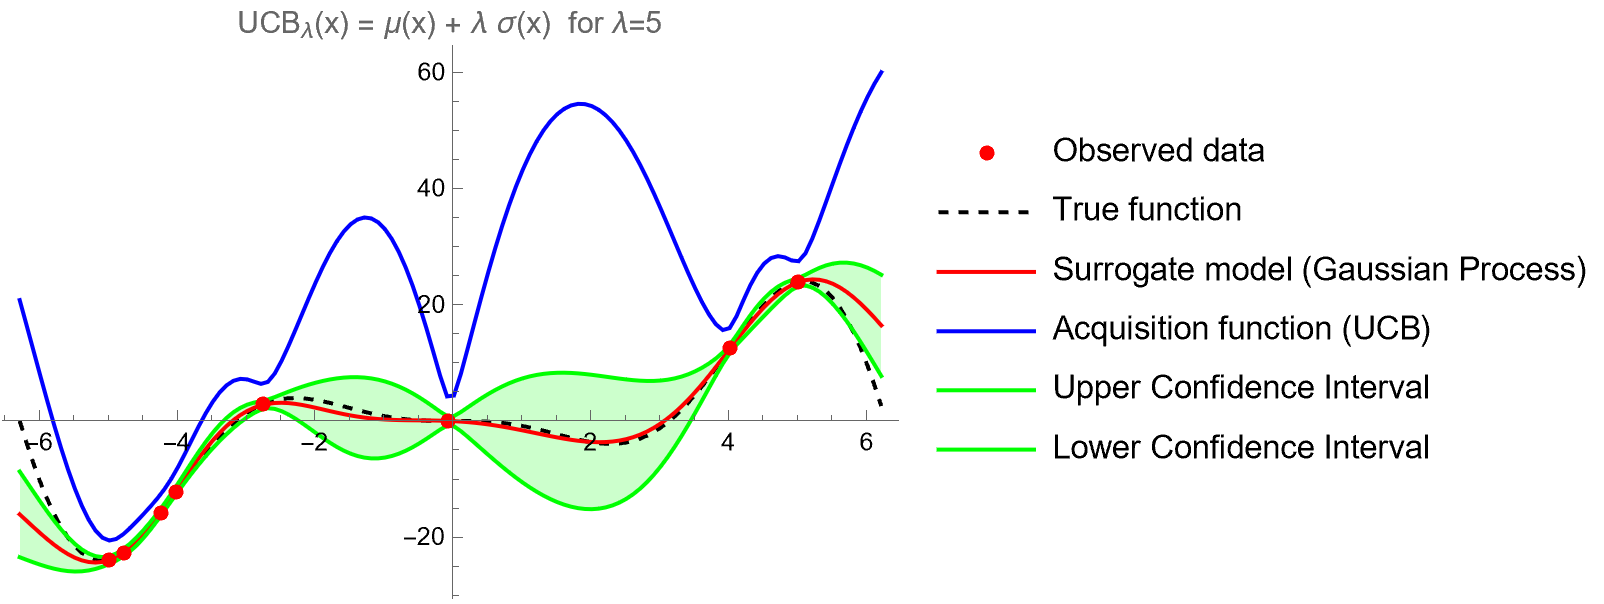 UCBλ(x) = μ(x) + λ σ(x) for λ=5
60
40
20
−6 −4 −2 2 4 6
−20
Observed data
True function
Surrogate model (Gaussian Process)
Acquisition function (UCB)
Upper Confidence Interval
Lower Confidence Interval